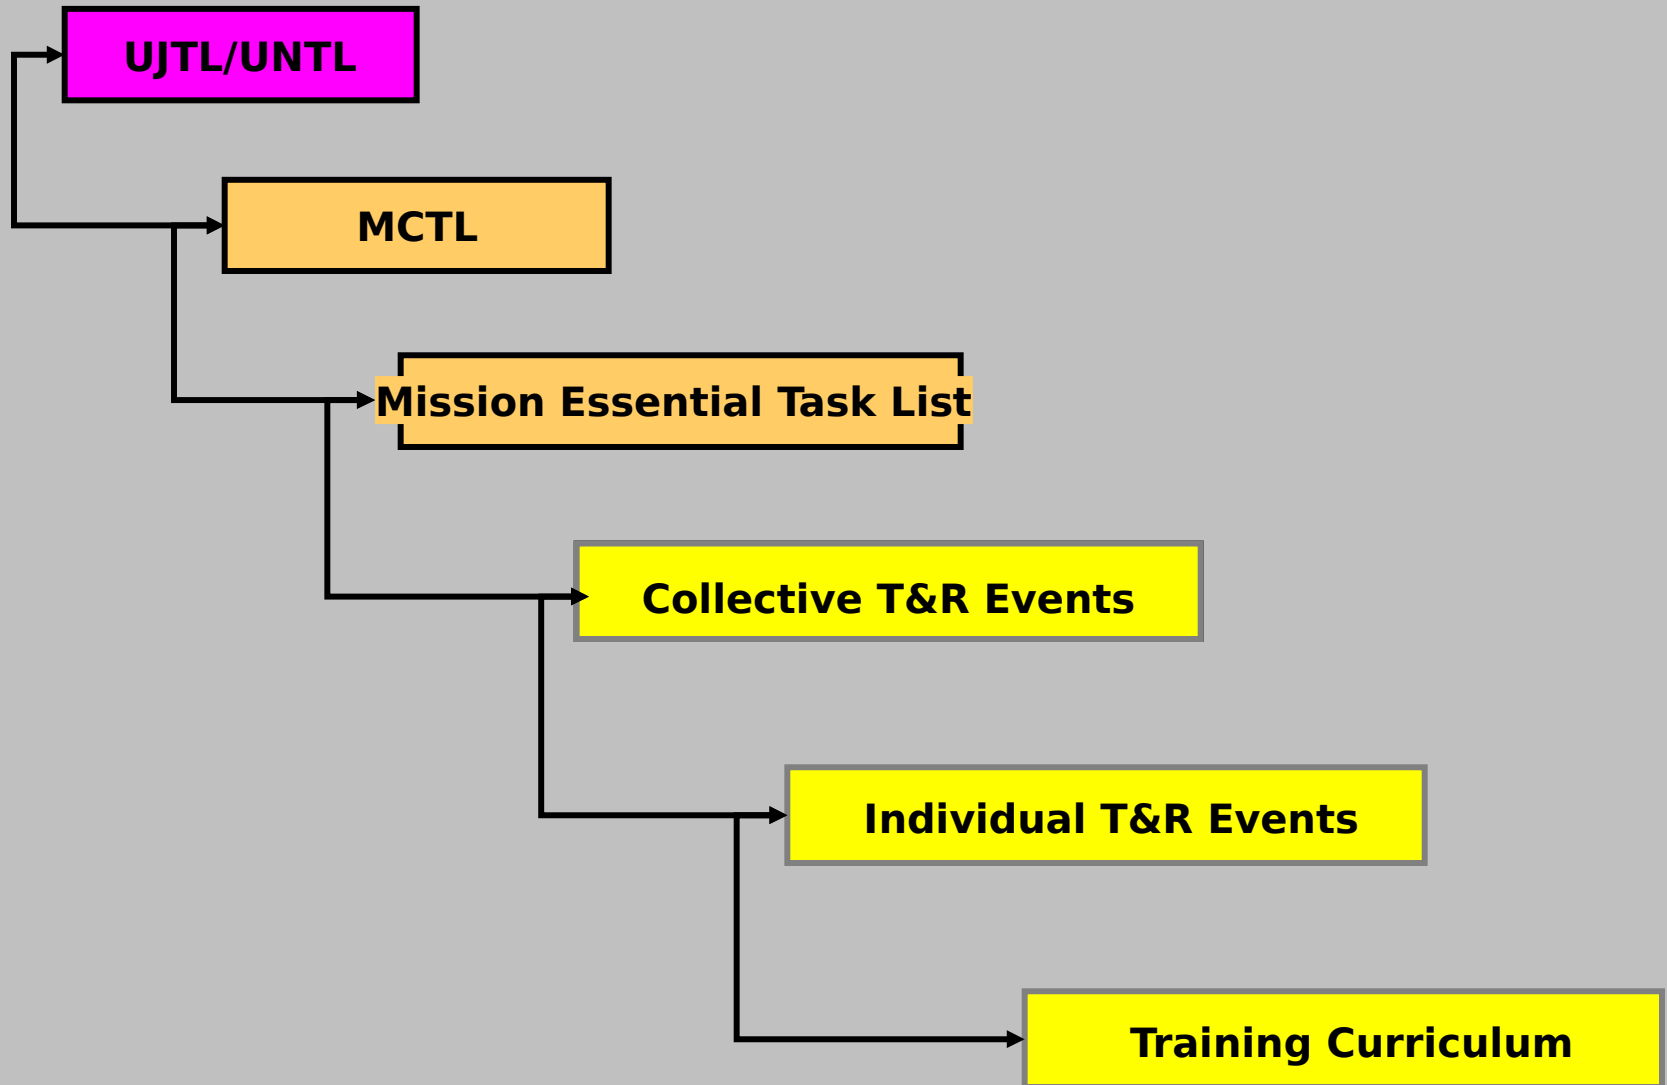 UJTL/UNTL
MCTL
Mission Essential Task List
Collective T&R Events
Individual T&R Events
Training Curriculum